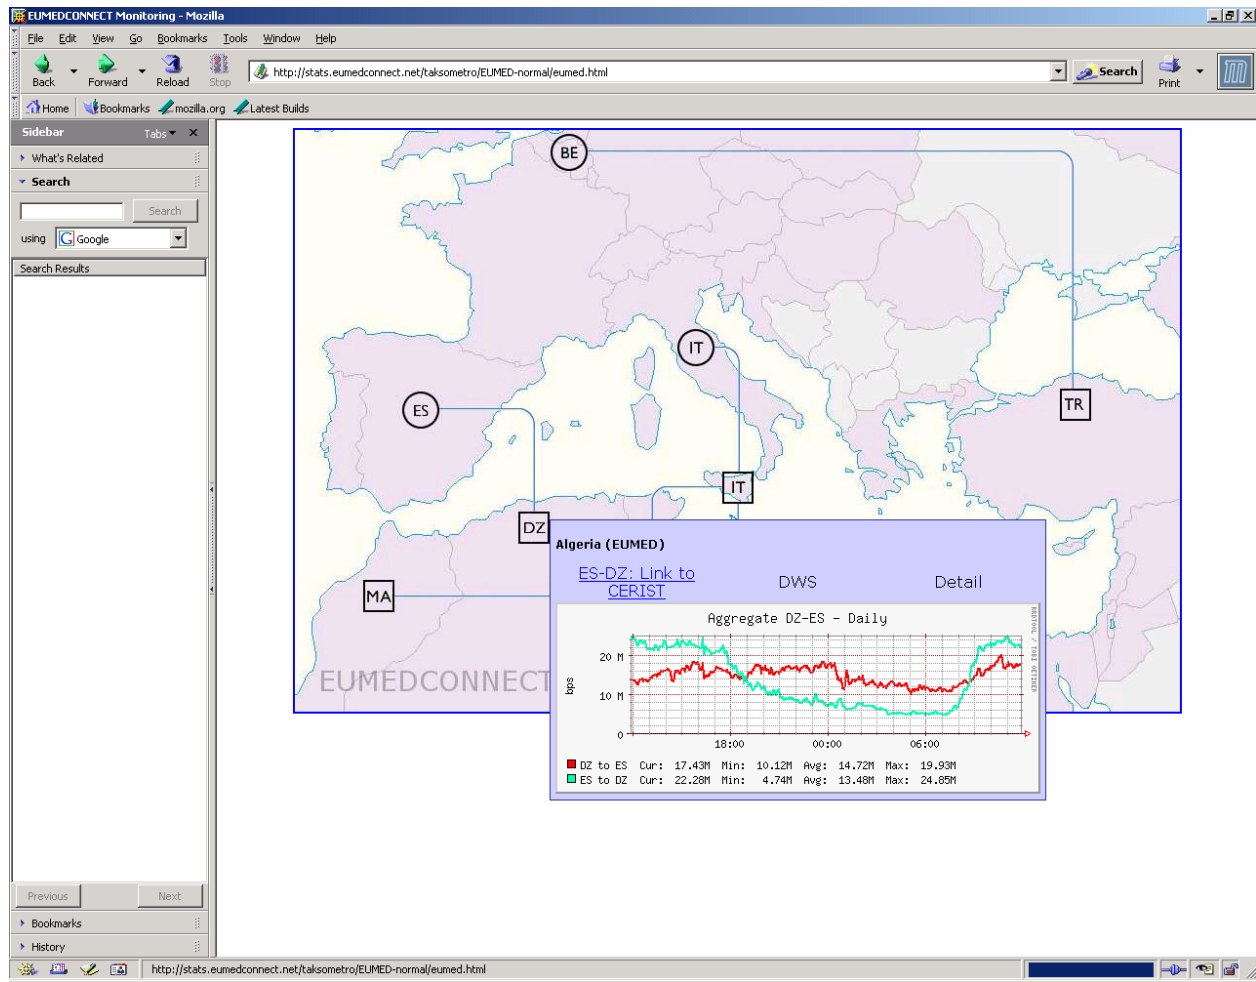 EUMEDCONNECT Monitoring - Mozilla
File Edit View Go Bookmarks Tools Window Help
Back Forward Reload Stop http://stats.eumedconnect.net/taksometro/EUMED-normal/eumed.html Search Print
Home Bookmarks mozilla.org Latest Builds
Sidebar Tabs
What's Related
Search
Search
using Google
Search Results
BE
IT
ES
TR
IT
DZ
MA
EUMEDCONNECT
Algeria (EUMED)
ES-DZ: Link to
CERIST
DWS
Detail
Aggregate DZ-ES - Daily
RRDTOOL / TOBI OETIKER
bps
20 M
10 M
0
18:00 00:00 06:00
DZ to ES Cur: 17.43M Min: 10.12M Avg: 14.72M Max: 19.93M
ES to DZ Cur: 22.28M Min: 4.74M Avg: 13.48M Max: 24.85M
Previous Next
Bookmarks
History
http://stats.eumedconnect.net/taksometro/EUMED-normal/eumed.html